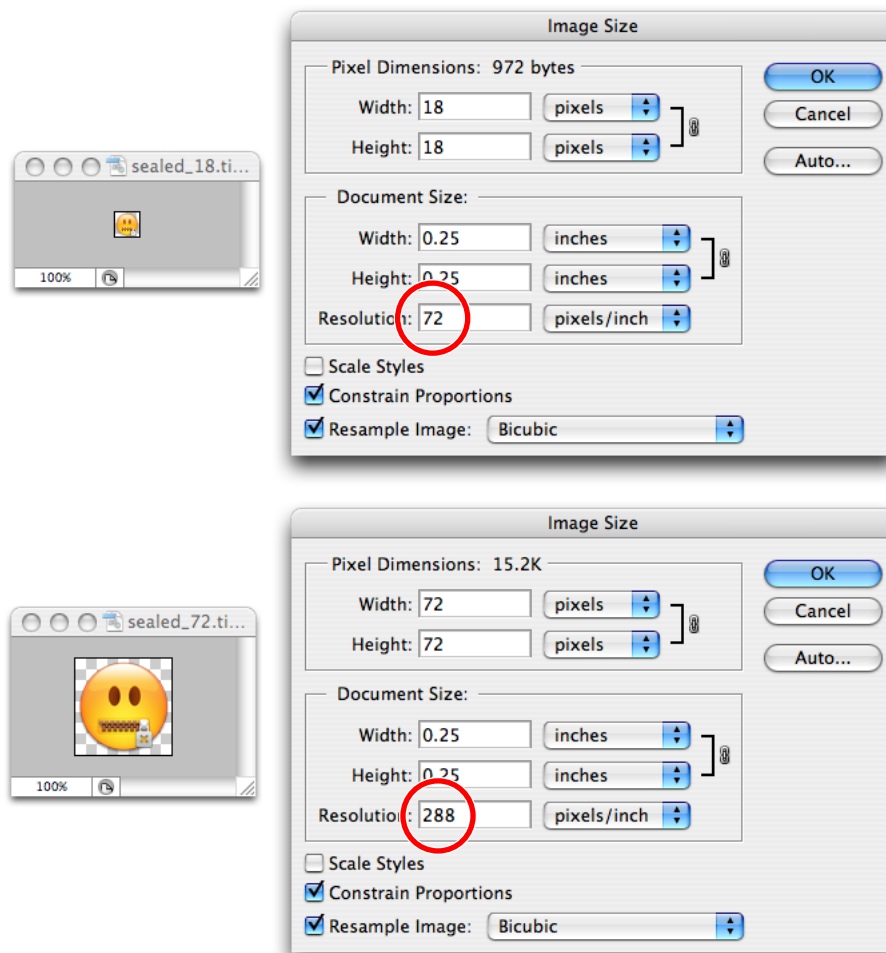 Image Size
Pixel Dimensions: 972 bytes
OK
Width: 18 pixels
Cancel
Height: 18 pixels
Auto...
sealed_18.ti...
Document Size:
Width: 0.25 inches
100%
Height: 0.25 inches
Resolution: 72 pixels/inch
Scale Styles
Constrain Proportions
Resample Image: Bicubic
Image Size
Pixel Dimensions: 15.2K
OK
Width: 72 pixels
Cancel
sealed_72.ti...
Height: 72 pixels
Auto...
Document Size:
Width: 0.25 inches
Height: 0.25 inches
100%
Resolution: 288 pixels/inch
Scale Styles
Constrain Proportions
Resample Image: Bicubic